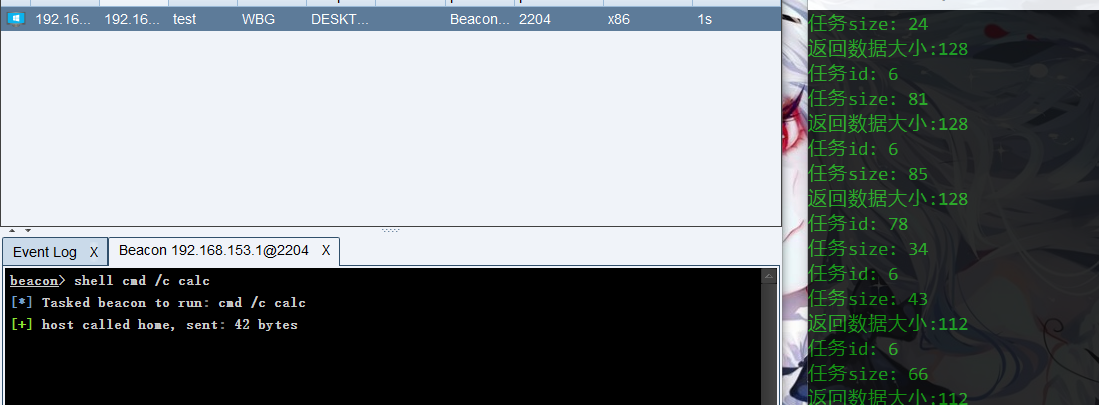 192.16... 192.16... test WBG DESKT... Beacon... 2204 x86 1s
Event Log X Beacon 192.168.153.1@2204 X
beacon> shell cmd /c calc
[*] Tasked beacon to run: cmd /c calc
[+] host called home, sent: 42 bytes
任务size: 24
返回数据大小:128
任务id: 6
任务size: 81
返回数据大小:128
任务id: 6
任务size: 85
返回数据大小:128
任务id: 78
任务size: 34
任务id: 6
任务size: 43
返回数据大小:112
任务id: 6
任务size: 66
返回数据大小:112